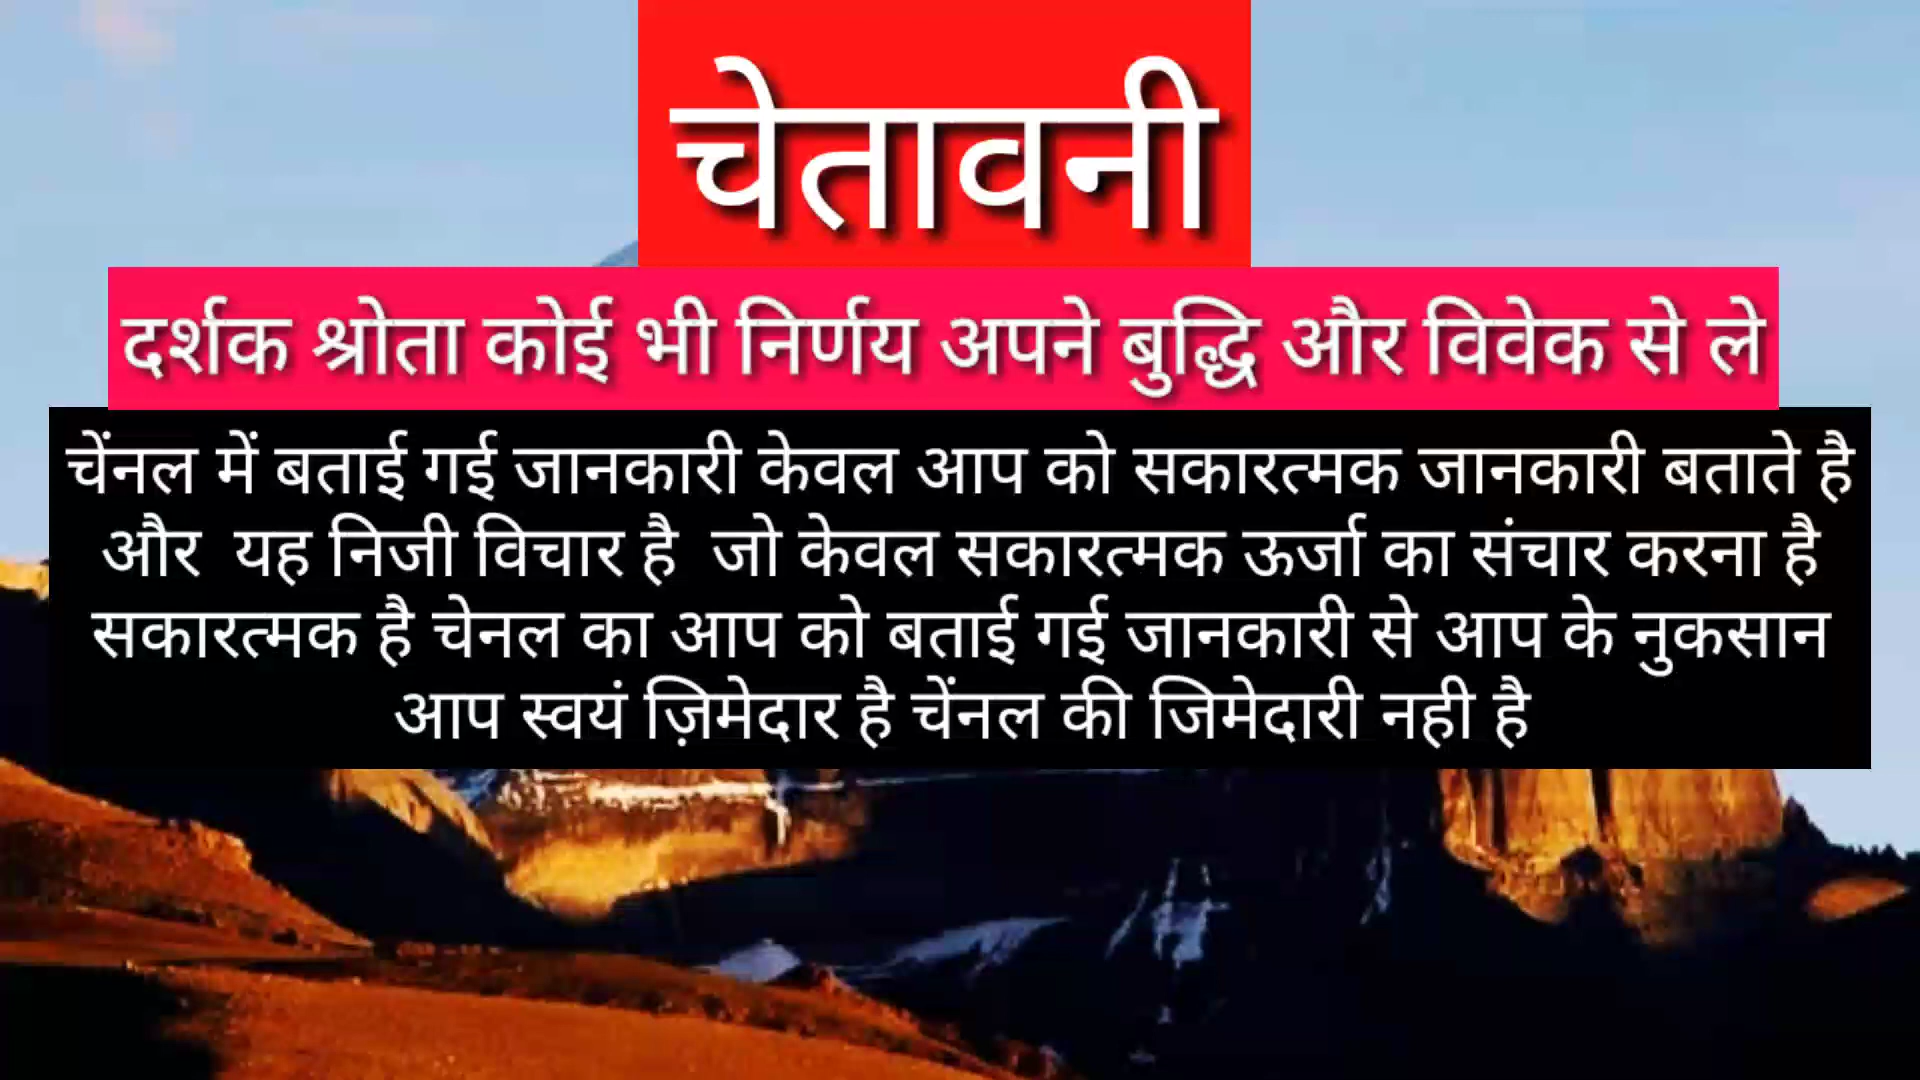 चेतावनी
दर्शक श्रोता कोई भी निर्णय अपने बुद्धि और विवेक से ले
चेंनल में बताई गई जानकारी केवल आप को सकारत्मक जानकारी बताते है
और यह निजी विचार है जो केवल सकारत्मक ऊर्जा का संचार करना है
सकारत्मक है चेनल का आप को बताई गई जानकारी से आप के नुकसान
आप स्वयं ज़िमेदार है चेंनल की जिमेदारी नही है